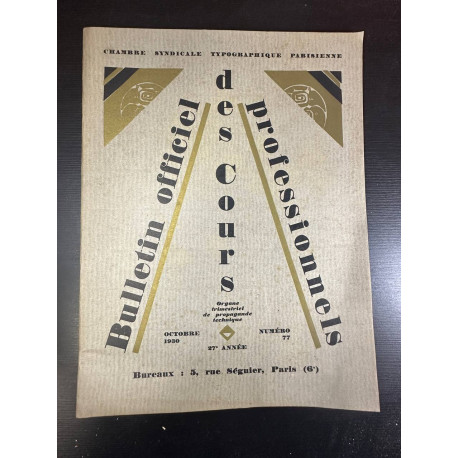 CHAMBRE SYNDICALE TYPOGRAPHIQUE PARISIENNE
Bulletin officiel
des Cours
professionnels
Organe
trimestriel
de propagande
technique
OCTOBRE
1930
NUMÉRO
77
27e ANNÉE
Bureaux : 5, rue Séguier, Paris (6e)